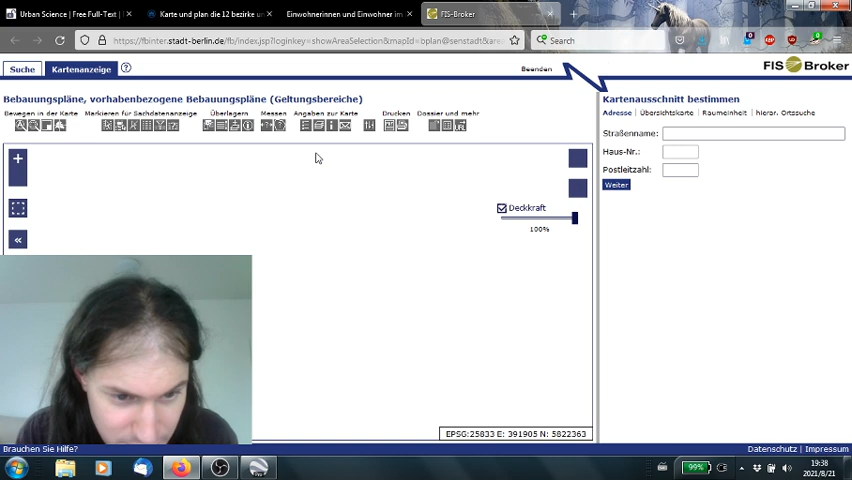 Urban Science | Free Full-Text |
Karte und plan die 12 bezirke un
Einwohnerinnen und Einwohner im
FIS-Broker
https://fbinter.stadt-berlin.de/fb/index.jsp?loginkey=showAreaSelection&mapId=bplan@senstadt&are
Search
Suche
Kartenanzeige
Beenden
FIS Broker
Bebauungspläne, vorhabenbezogene Bebauungspläne (Geltungsbereiche)
Bewegen in der Karte
Markieren für Sachdatenanzeige
Überlagern
Messen
Angaben zur Karte
Drucken
Dossier und mehr
Deckkraft
100%
EPSG:25833 E: 391905 N: 5822363
Kartenausschnitt bestimmen
Adresse | Übersichtskarte | Raumeinheit | hierar. Ortssuche
Straßenname:
Haus-Nr.:
Postleitzahl:
Weiter
Brauchen Sie Hilfe?
Datenschutz | Impressum
99%
19:38
2021/8/21